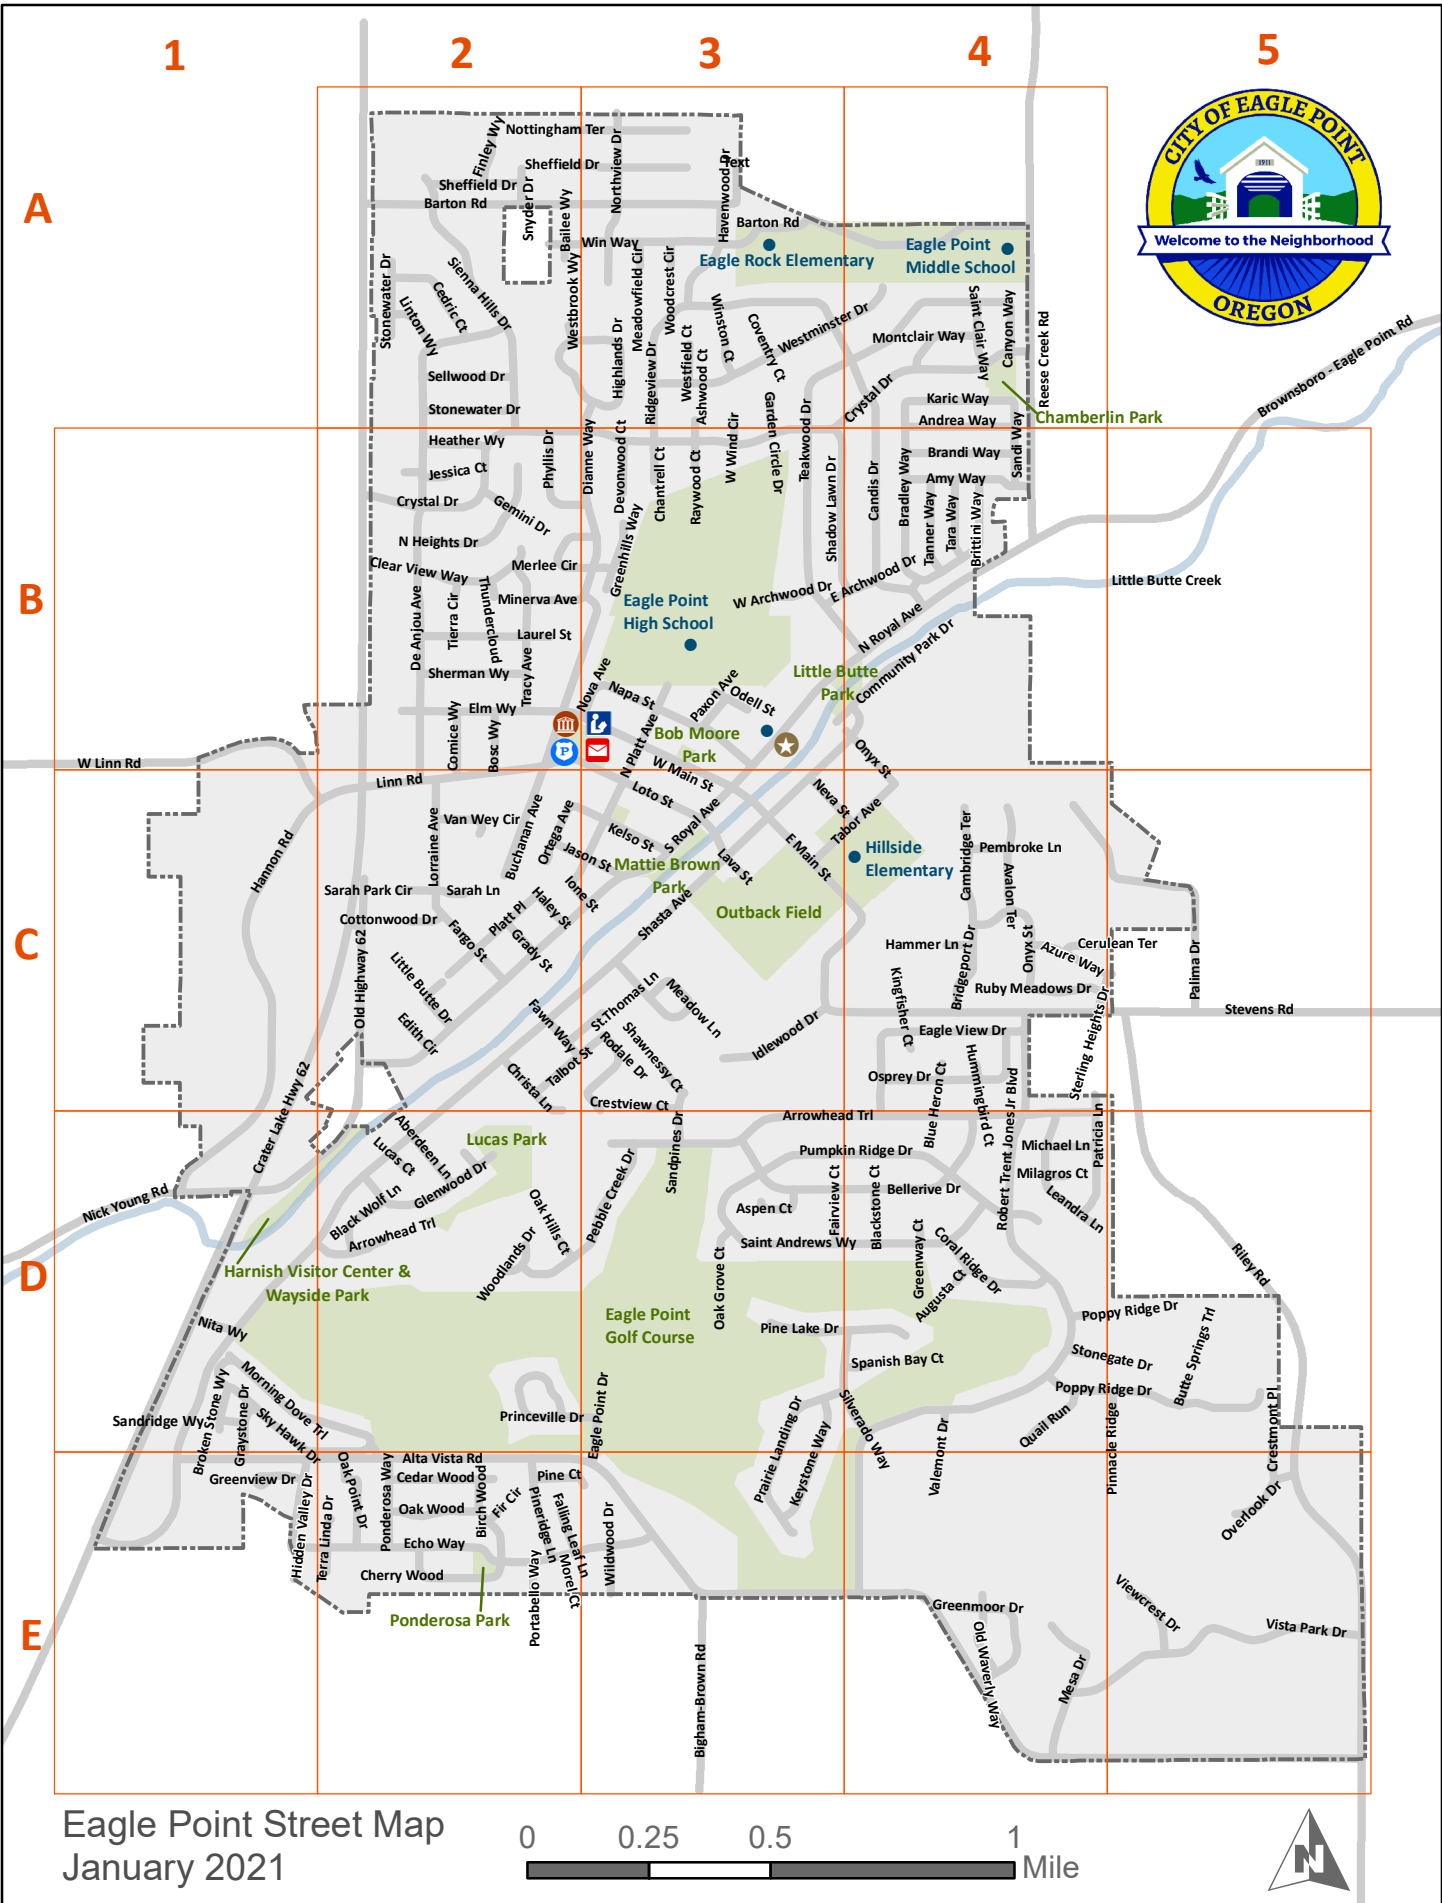 1
2
3
4
5
A
B
C
D
E
CITY OF EAGLE POINT
1911
Welcome to the Neighborhood
OREGON
Nottingham Ter
Finley Wy
Sheffield Dr
Northview Dr
Text
Havenwood Dr
Sheffield Dr
Barton Rd
Snyder Dr
Bailee Wy
Barton Rd
Win Way
Eagle Rock Elementary
Eagle Point
Middle School
Stonewater Dr
Linton Wy
Cedric Ct
Sienna Hills Dr
Westbrook Wy
Meadowfield Cir
Woodcrest Cir
Highlands Dr
Ridgeview Dr
Westfield Ct
Ashwood Ct
Winston Ct
Coventry Ct
Westminster Dr
Montclair Way
Saint Clair Way
Canyon Way
Reese Creek Rd
Brownsboro - Eagle Point Rd
Sellwood Dr
Stonewater Dr
Garden Circle Dr
Crystal Dr
Karic Way
Andrea Way
Chamberlin Park
Heather Wy
Jessica Ct
Phyllis Dr
Dianne Way
Devonwood Ct
Chantrell Ct
Raywood Ct
W Wind Cir
Teakwood Dr
Shadow Lawn Dr
Candis Dr
Bradley Way
Brandi Way
Sandi Way
Amy Way
Tanner Way
Tara Way
Brittini Way
Crystal Dr
Gemini Dr
N Heights Dr
Greenhills Way
Clear View Way
Merlee Cir
Minerva Ave
De Anjou Ave
Tierra Cir
Thundercloud
Laurel St
Eagle Point
High School
W Archwood Dr
E Archwood Dr
Little Butte Creek
N Royal Ave
Community Park Dr
Sherman Wy
Tracy Ave
Nova Ave
Napa St
Paxon Ave
Odell St
Little Butte
Park
Elm Wy
Comice Wy
Bosc Wy
P
N Platt Ave
Bob Moore
Park
W Main St
Onyx St
W Linn Rd
Linn Rd
Loto St
Neva St
Tabor Ave
Hannon Rd
Lorraine Ave
Van Wey Cir
Buchanan Ave
Ortega Ave
Kelso St
S Royal Ave
Jason St
Mattie Brown
Park
Lava St
E Main St
Hillside
Elementary
Cambridge Ter
Pembroke Ln
Avalon Ter
Sarah Park Cir
Sarah Ln
Ione St
Haley St
Platt Pl
Grady St
Cottonwood Dr
Fargo St
Shasta Ave
Outback Field
Old Highway 62
Little Butte Dr
Edith Cir
Hammer Ln
Bridgeport Dr
Onyx St
Azure Way
Cerulean Ter
Palima Dr
Kingfisher Ct
Ruby Meadows Dr
Sterling Heights Dr
Stevens Rd
Fawn Way
St.Thomas Ln
Meadow Ln
Idlewood Dr
Eagle View Dr
Shawnessy Ct
Rodale Dr
Talbot St
Christa Ln
Osprey Dr
Blue Heron Ct
Hummingbird Ct
Crestview Ct
Crater Lake Hwy 62
Arrowhead Trl
Robert Trent Jones Jr Blvd
Patricia Ln
Michael Ln
Milagros Ct
Leandra Ln
Lucas Park
Aberdeen Ln
Lucas Ct
Glenwood Dr
Black Wolf Ln
Arrowhead Trl
Sandpines Dr
Pebble Creek Dr
Oak Hills Ct
Woodlands Dr
Pumpkin Ridge Dr
Fairview Ct
Blackstone Ct
Bellerive Dr
Aspen Ct
Saint Andrews Wy
Greenway Ct
Coral Ridge Dr
Augusta Ct
Nick Young Rd
Harnish Visitor Center &
Wayside Park
Oak Grove Ct
Eagle Point
Golf Course
Pine Lake Dr
Riley Rd
Poppy Ridge Dr
Stonegate Dr
Butte Springs Trl
Poppy Ridge Dr
Nita Wy
Spanish Bay Ct
Morning Dove Trl
Sky Hawk Dr
Broken Stone Wy
Graystone Dr
Sandridge Wy
Princeville Dr
Eagle Point Dr
Prairie Landing Dr
Keystone Way
Silverado Way
Valemont Dr
Quail Run
Pinnacle Ridge
Crestmont Pl
Greenview Dr
Hidden Valley Dr
Terra Linda Dr
Oak Point Dr
Ponderosa Way
Alta Vista Rd
Cedar Wood
Oak Wood
Birch Wood
Fir Cir
Pine Ct
Pineridge Ln
Falling Leaf Ln
Wildwood Dr
Overlook Dr
Echo Way
Cherry Wood
Portabello Way
Morel Ct
Ponderosa Park
Greenmoor Dr
Old Waverly Way
Viewcrest Dr
Vista Park Dr
Mesa Dr
Bigham-Brown Rd
Eagle Point Street Map
January 2021
0
0.25
0.5
1
Mile
N